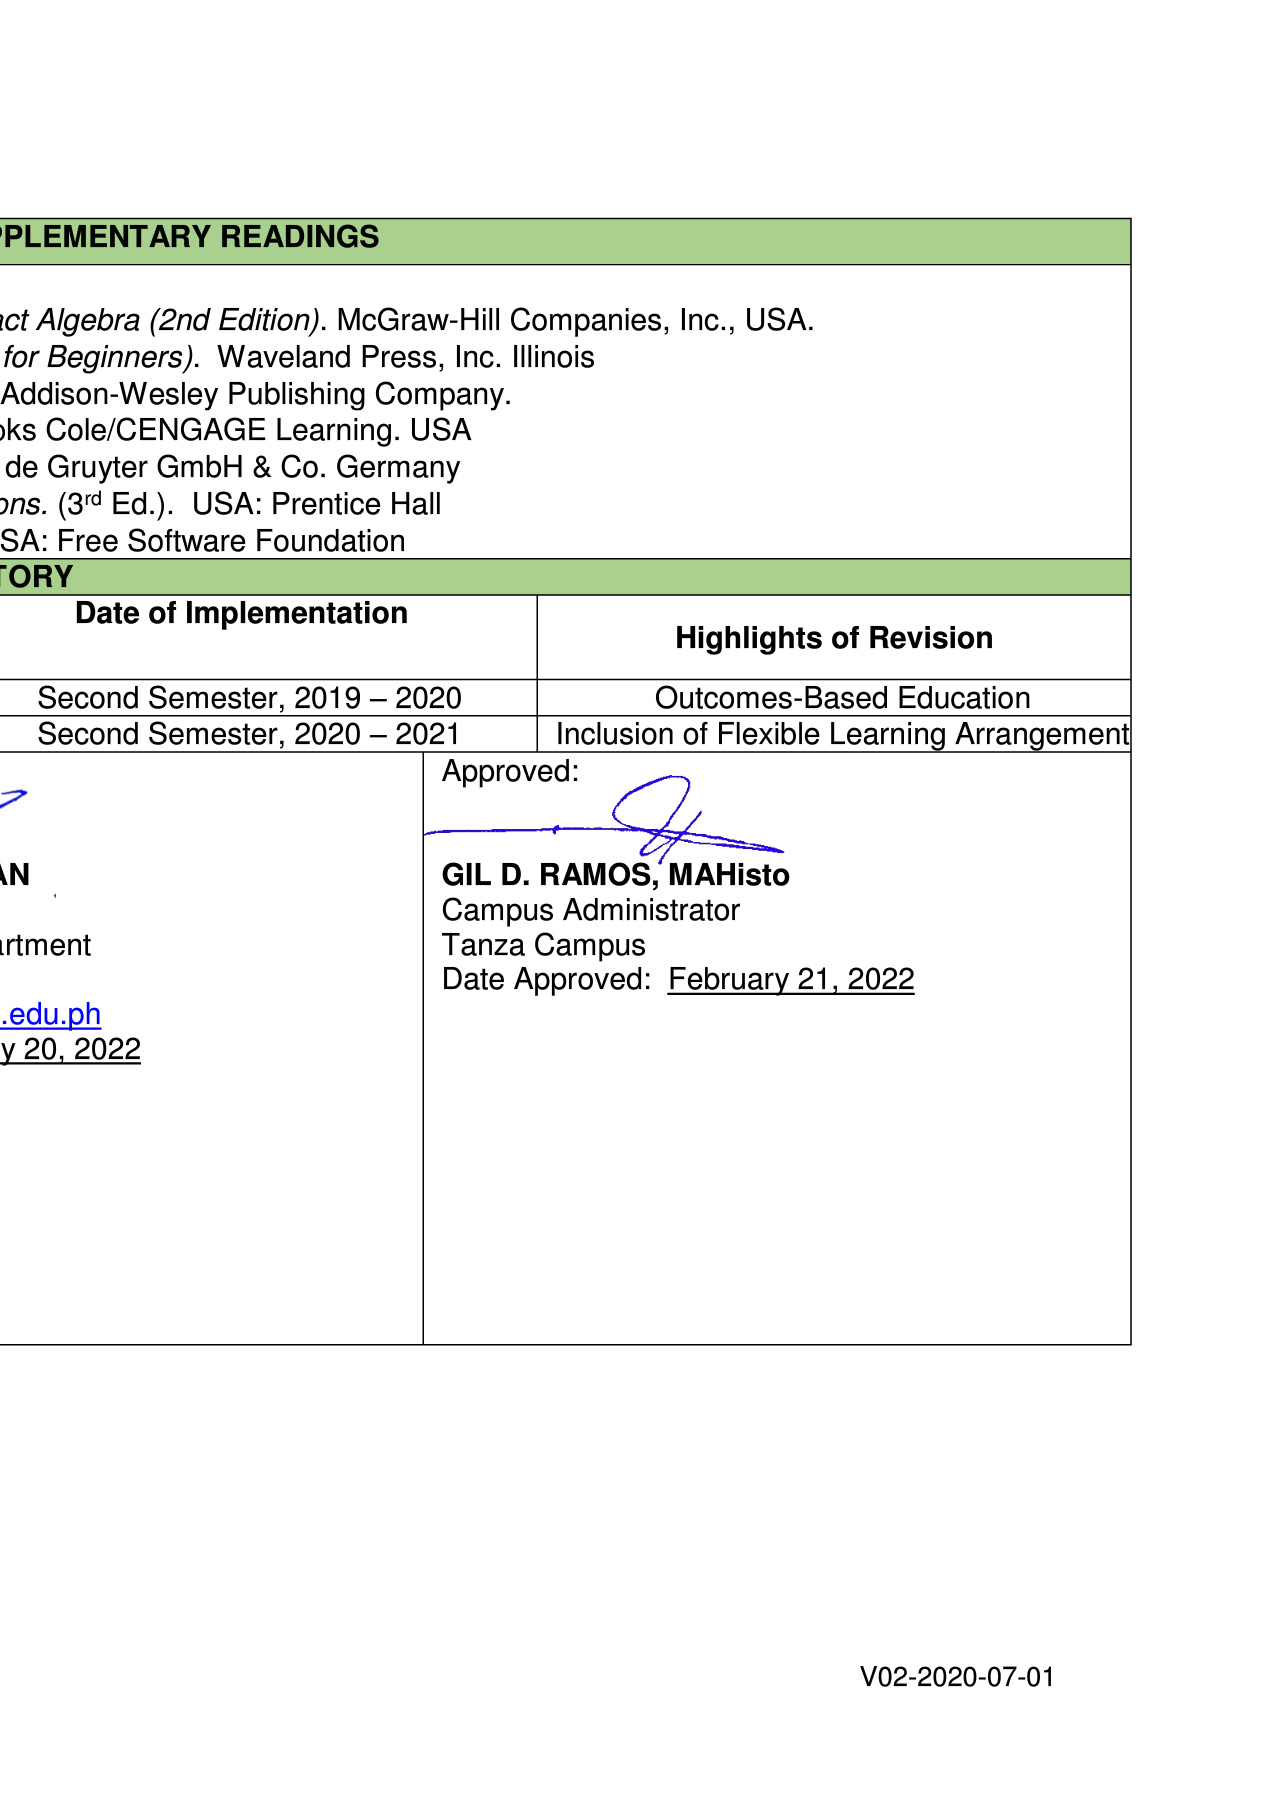 PPLEMENTARY READINGS
act Algebra (2nd Edition). McGraw-Hill Companies, Inc., USA.
for Beginners). Waveland Press, Inc. Illinois
Addison-Wesley Publishing Company.
oks Cole/CENGAGE Learning. USA
de Gruyter GmbH & Co. Germany
ons. (3rd Ed.). USA: Prentice Hall
SA: Free Software Foundation
TORY
Date of Implementation
Highlights of Revision
Second Semester, 2019 – 2020
Outcomes-Based Education
Second Semester, 2020 – 2021
Inclusion of Flexible Learning Arrangement
AN
artment
.edu.ph
y 20, 2022
Approved:
GIL D. RAMOS, MAHisto
Campus Administrator
Tanza Campus
Date Approved: February 21, 2022
V02-2020-07-01